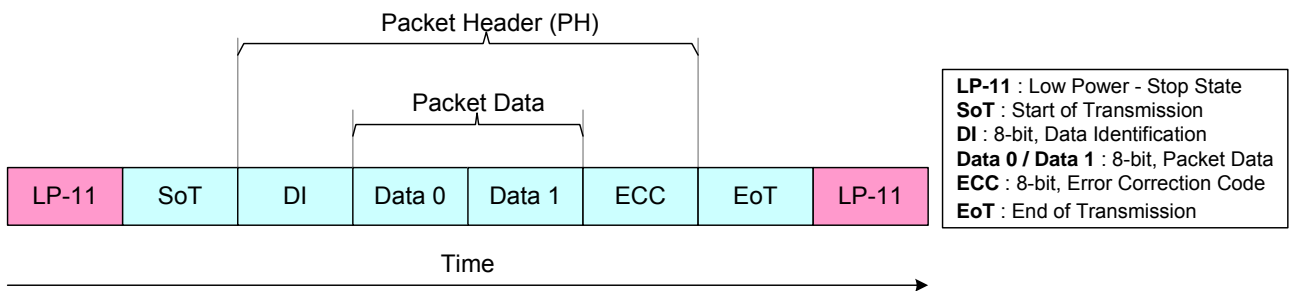 Packet Header (PH)
Packet Data
LP-11 SoT DI Data 0 Data 1 ECC EoT LP-11
Time
LP-11 : Low Power - Stop State
SoT : Start of Transmission
DI : 8-bit, Data Identification
Data 0 / Data 1 : 8-bit, Packet Data
ECC : 8-bit, Error Correction Code
EoT : End of Transmission